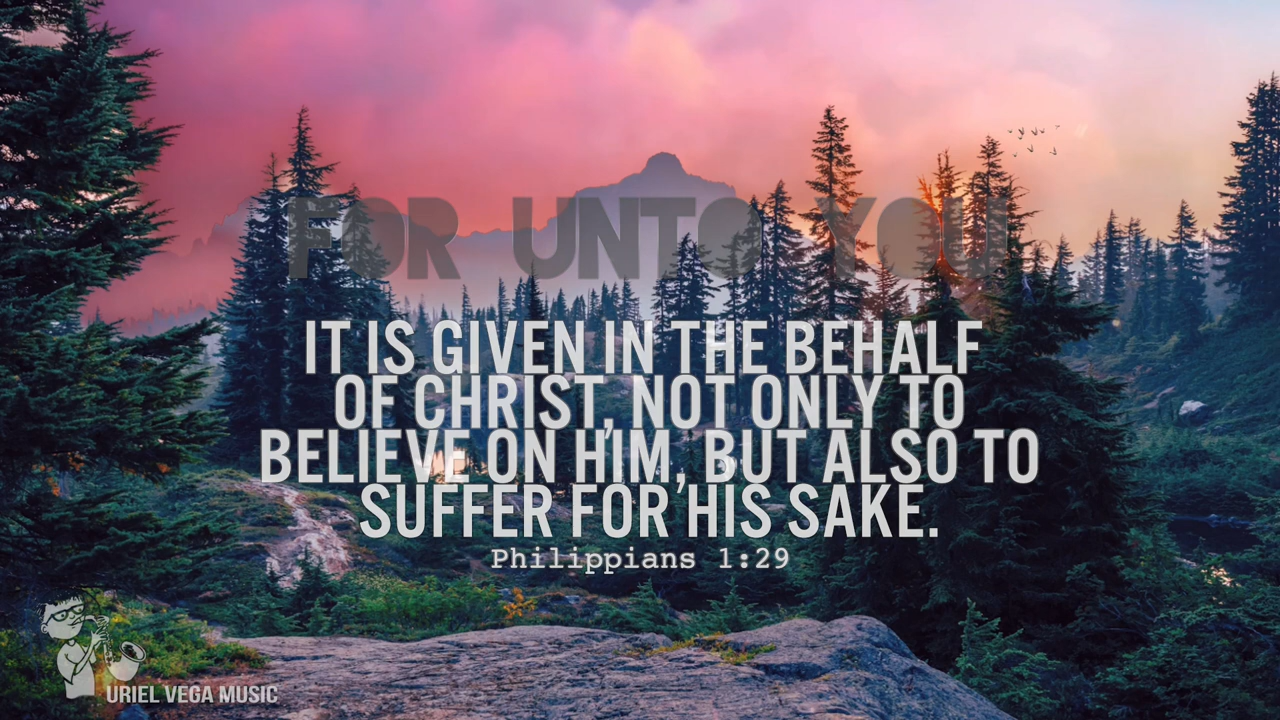 FOR UNTO YOU
IT IS GIVEN IN THE BEHALF
OF CHRIST, NOT ONLY TO
BELIEVE ON HIM, BUT ALSO TO
SUFFER FOR HIS SAKE.
Philippians 1:29
URIEL VEGA MUSIC